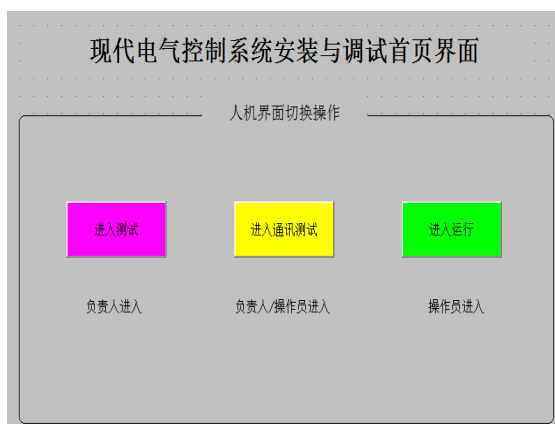 现代电气控制系统安装与调试首页界面
人机界面切换操作
进入测试 进入通讯测试 进入运行
负责人进入 负责人/操作员进入 操作员进入